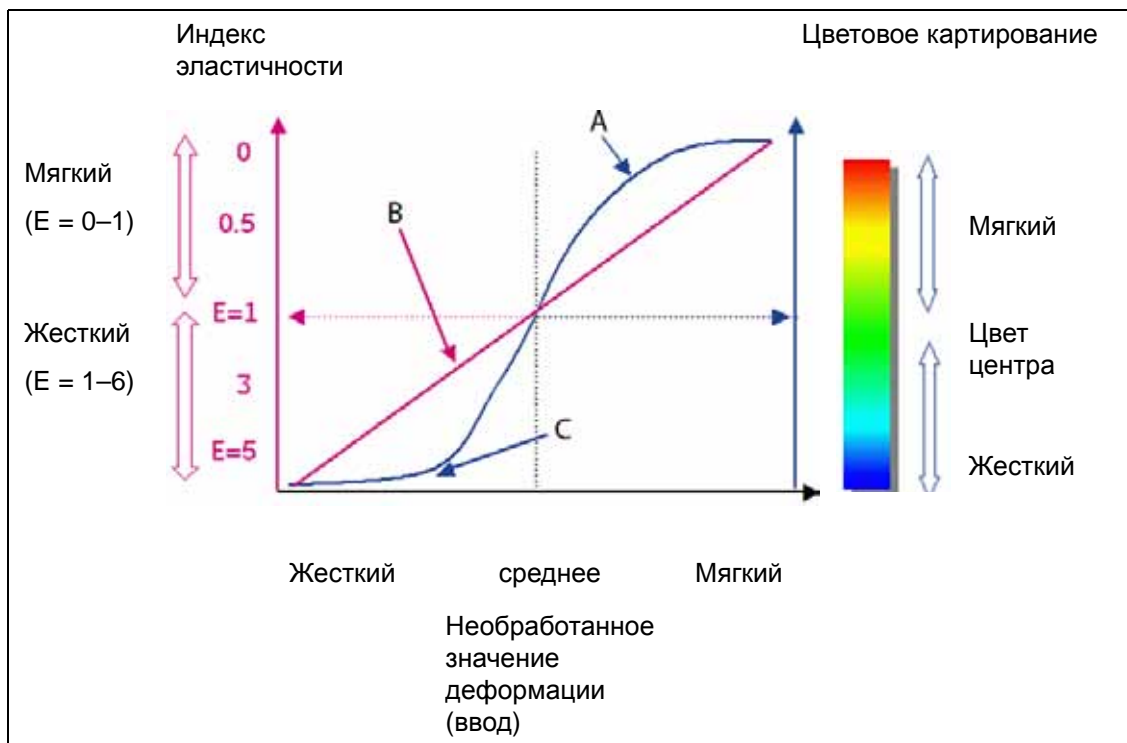 Индекс
эластичности
Цветовое картирование
Мягкий
(E = 0–1)
Жесткий
(E = 1–6)
0
0.5
E=1
3
E=5
A
B
C
Мягкий
Цвет
центра
Жесткий
Жесткий
среднее
Мягкий
Необработанное
значение
деформации
(ввод)